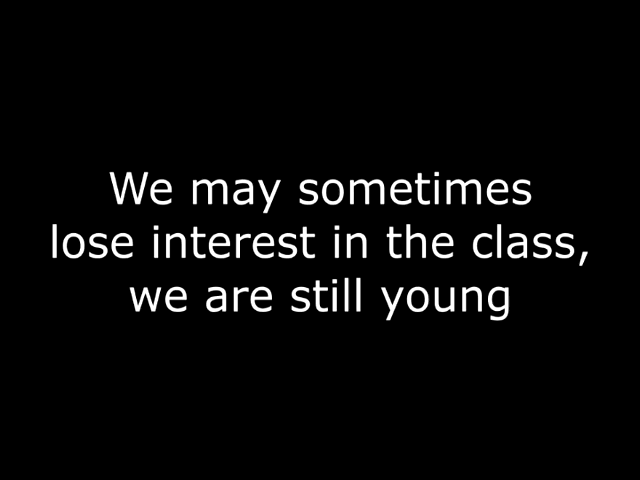 We may sometimes
lose interest in the class,
we are still young